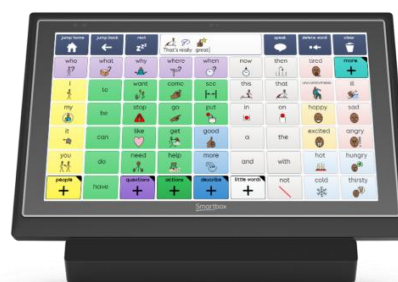 jump home jump back rest That's really great! speak delete word clear
who what why where when now then bad more
I to want come see this that uncomfortable ill
my be stop go put in on happy sad
it can like get good a the excited angry
you do need help more and with hot hungry
people have questions actions describe little words not cold thirsty
Smartbox